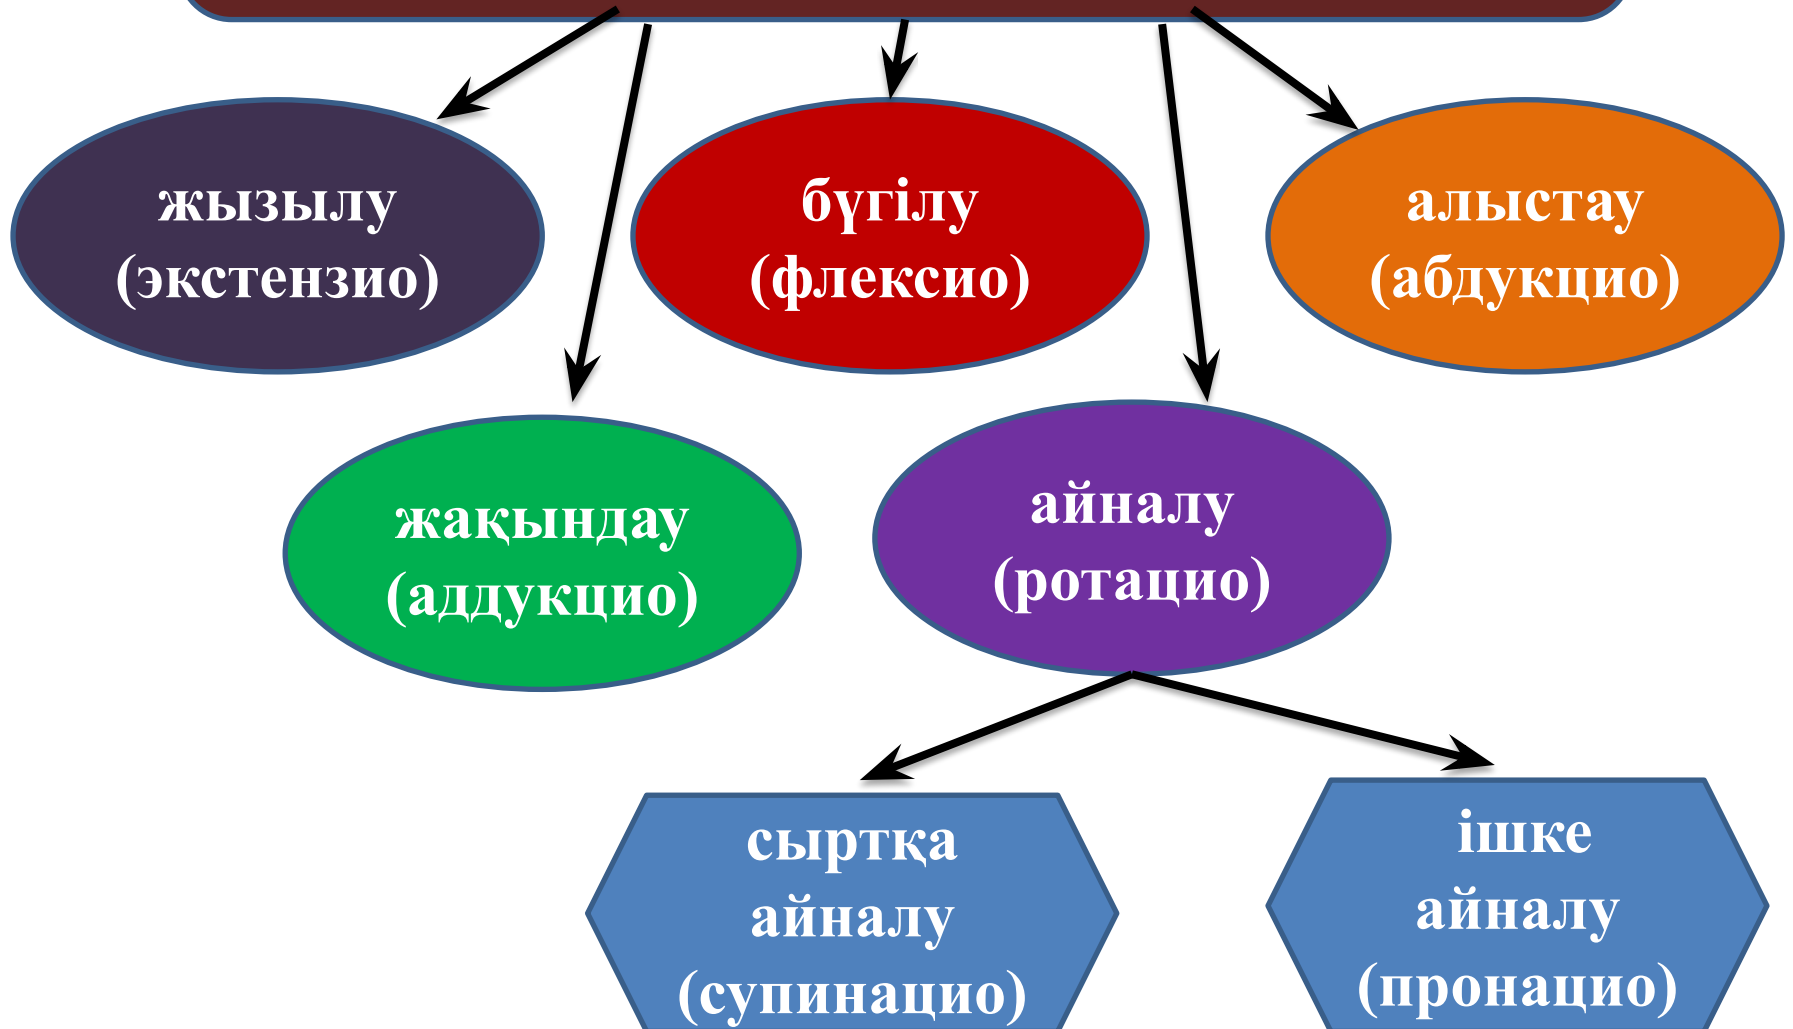 жызылу
(экстензио)
бүгілу
(флексио)
алыстау
(абдукцио)
жақындау
(аддукцио)
айналу
(ротацио)
сыртқа
айналу
(супинацио)
ішке
айналу
(пронацио)